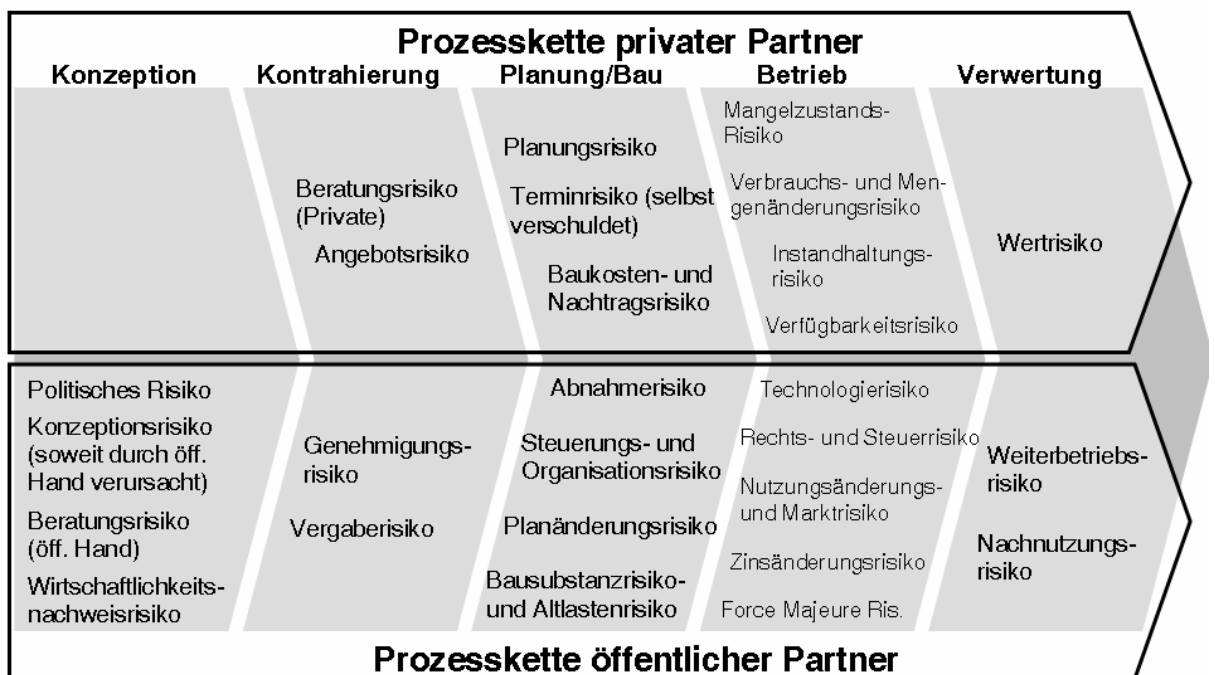 Prozesskette privater Partner
Konzeption
Kontrahierung
Planung/Bau
Betrieb
Verwertung
Beratungsrisiko
(Private)
Angebotsrisiko
Planungsrisiko
Terminrisiko (selbst
verschuldet)
Baukosten- und
Nachtragsrisiko
Mangelzustands-
Risiko
Verbrauchs- und Men-
genänderungsrisiko
Instandhaltungs-
risiko
Verfügbarkeitsrisiko
Wertrisiko
Politisches Risiko
Konzeptionsrisiko
(soweit durch öff.
Hand verursacht)
Beratungsrisiko
(öff. Hand)
Wirtschaftlichkeits-
nachweisrisiko
Genehmigungs-
risiko
Vergaberisiko
Abnahmerisiko
Steuerungs- und
Organisationsrisiko
Planänderungsrisiko
Bausubstanzrisiko-
und Altlastenrisiko
Technologierisiko
Rechts- und Steuerrisiko
Nutzungsänderungs-
und Marktrisiko
Zinsänderungsrisiko
Force Majeure Ris.
Weiterbetriebs-
risiko
Nachnutzungs-
risiko
Prozesskette öffentlicher Partner